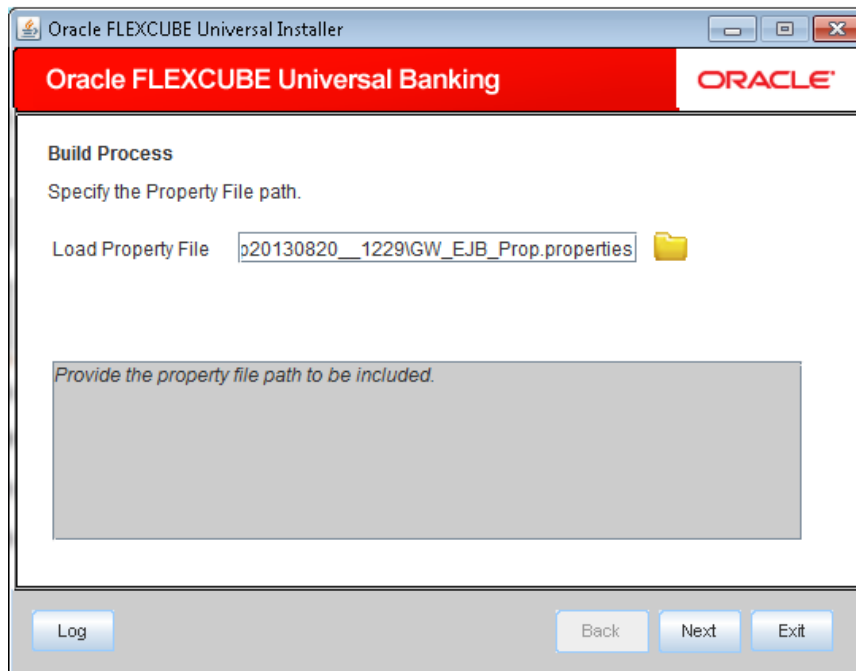 Oracle FLEXCUBE Universal Installer
Oracle FLEXCUBE Universal Banking
ORACLE®
Build Process
Specify the Property File path.
Load Property File ɔ20130820__1229\GW_EJB_Prop.properties
Provide the property file path to be included.
Log Back Next Exit